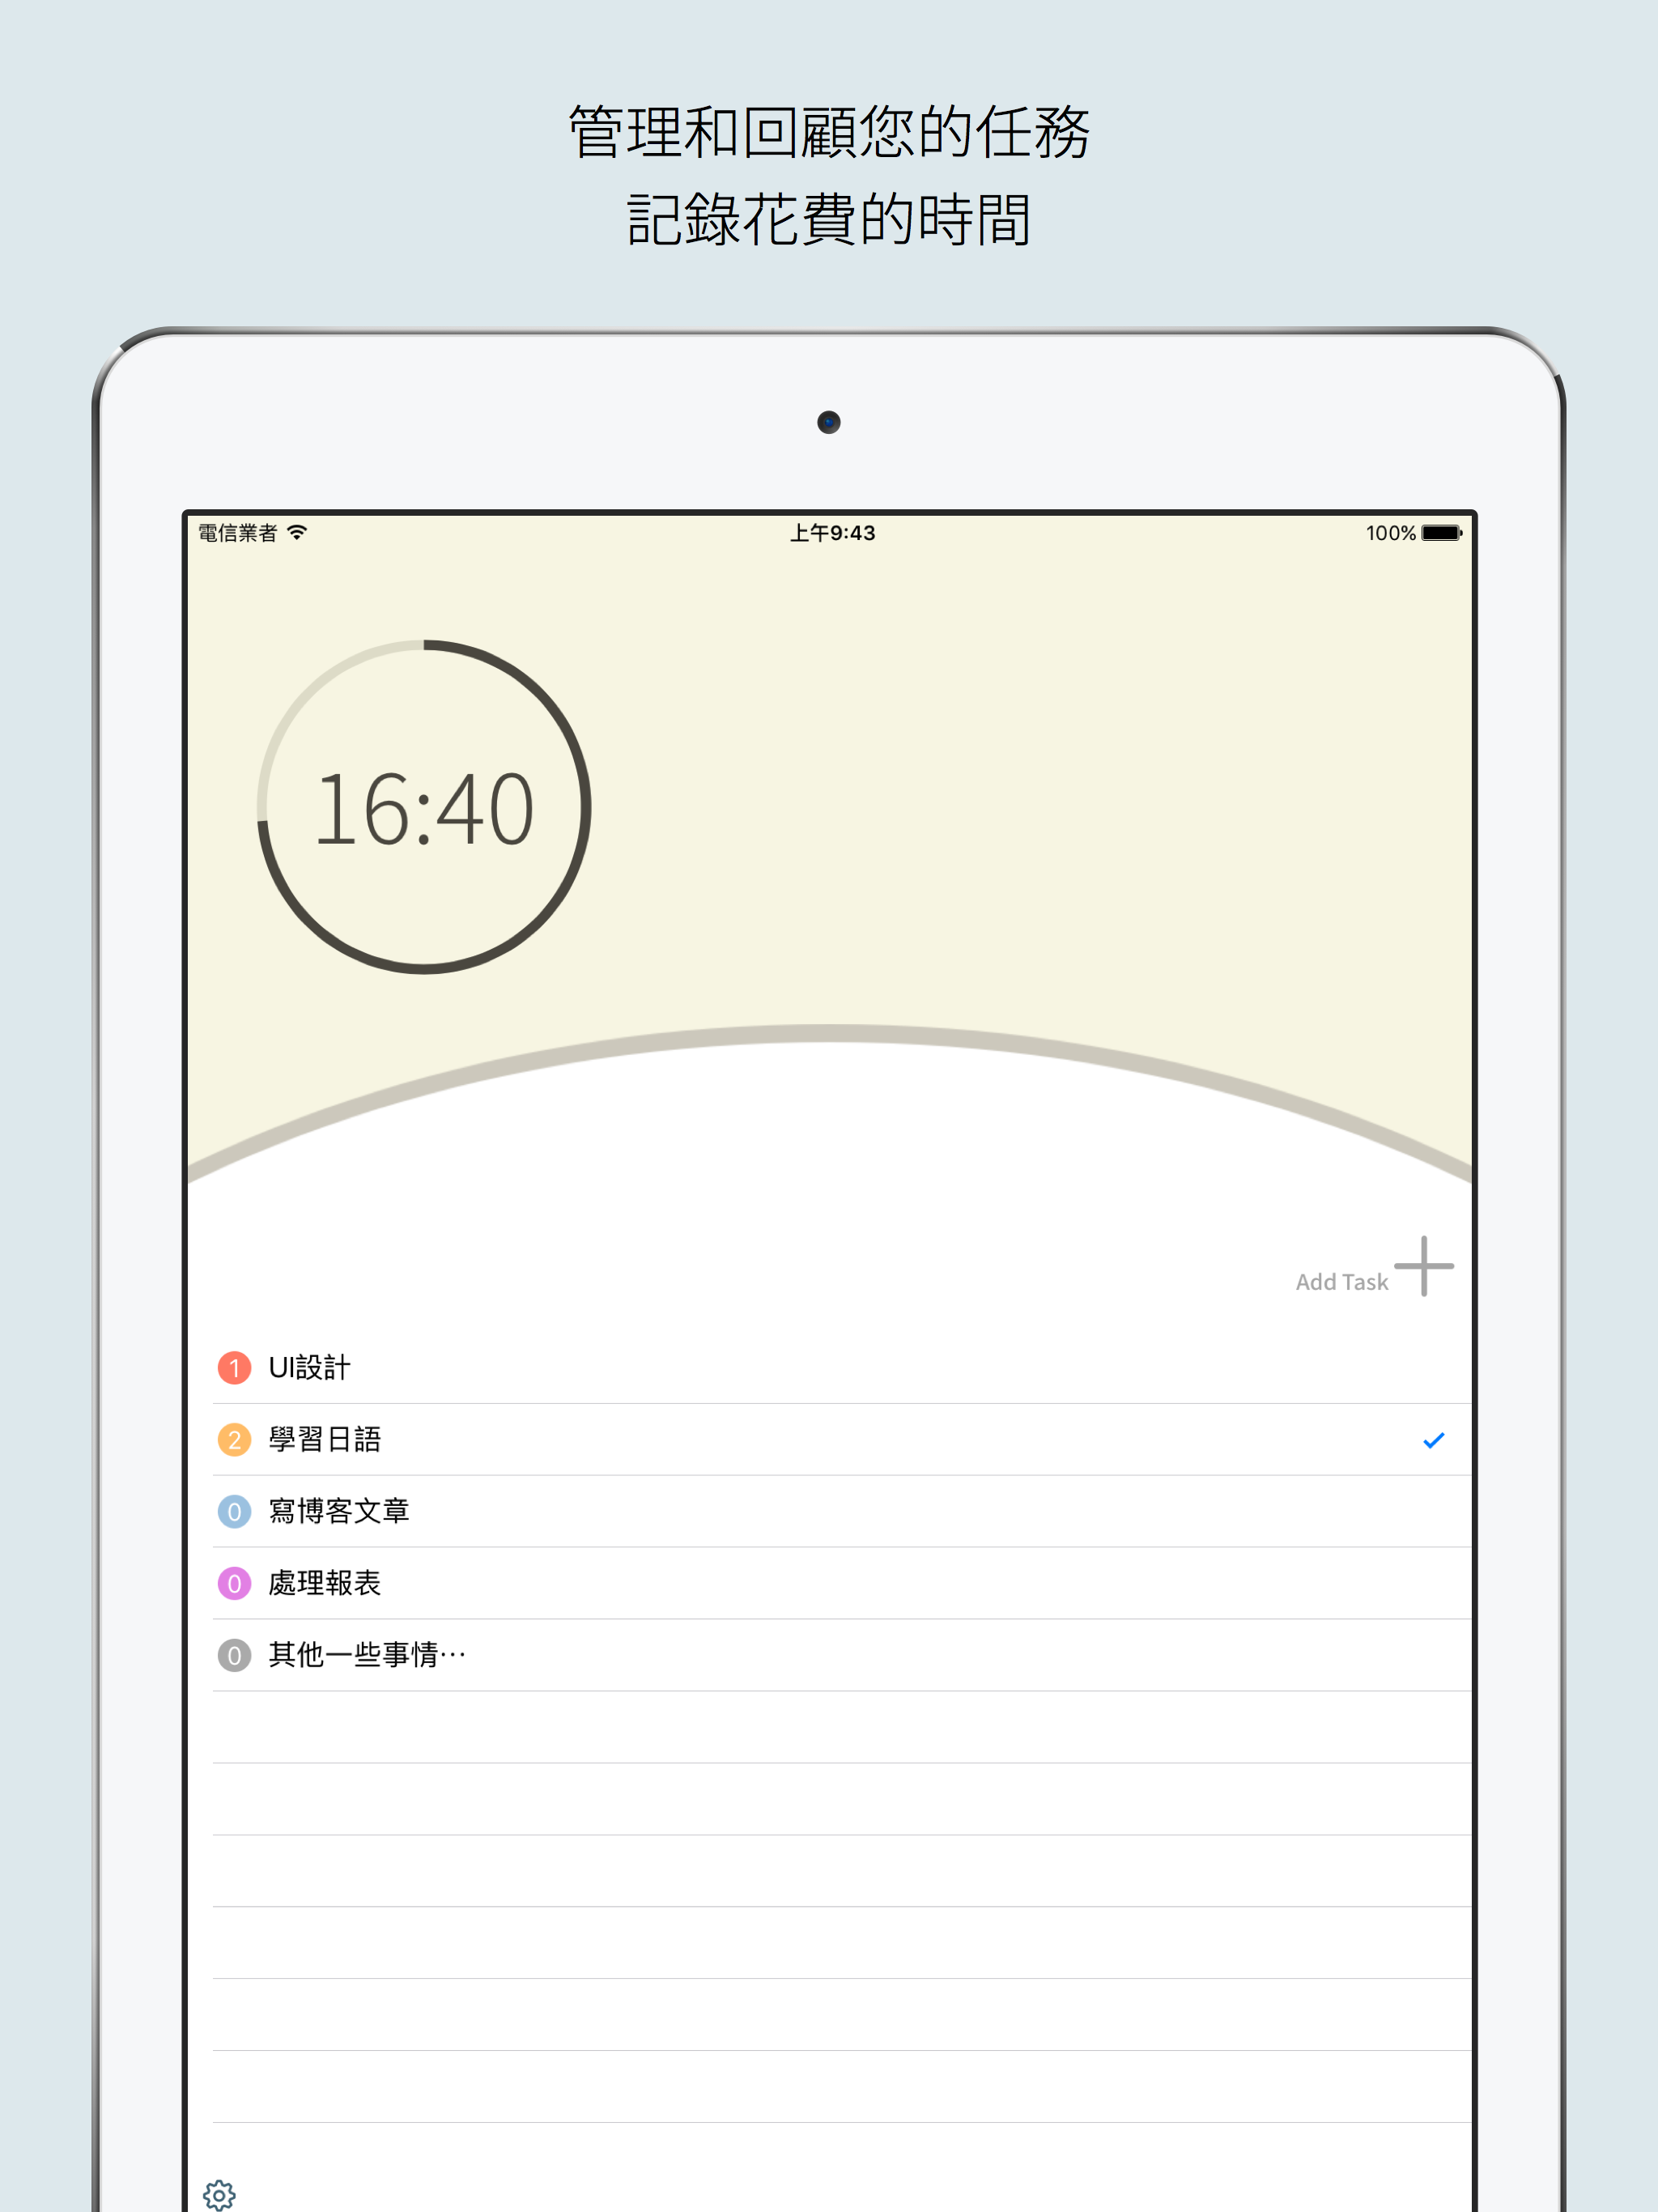 管理和回顧您的任務
記錄花費的時間
電信業者 上午9:43 100%
16:40
Add Task
1 UI設計
2 學習日語
0 寫博客文章
0 處理報表
0 其他一些事情⋯